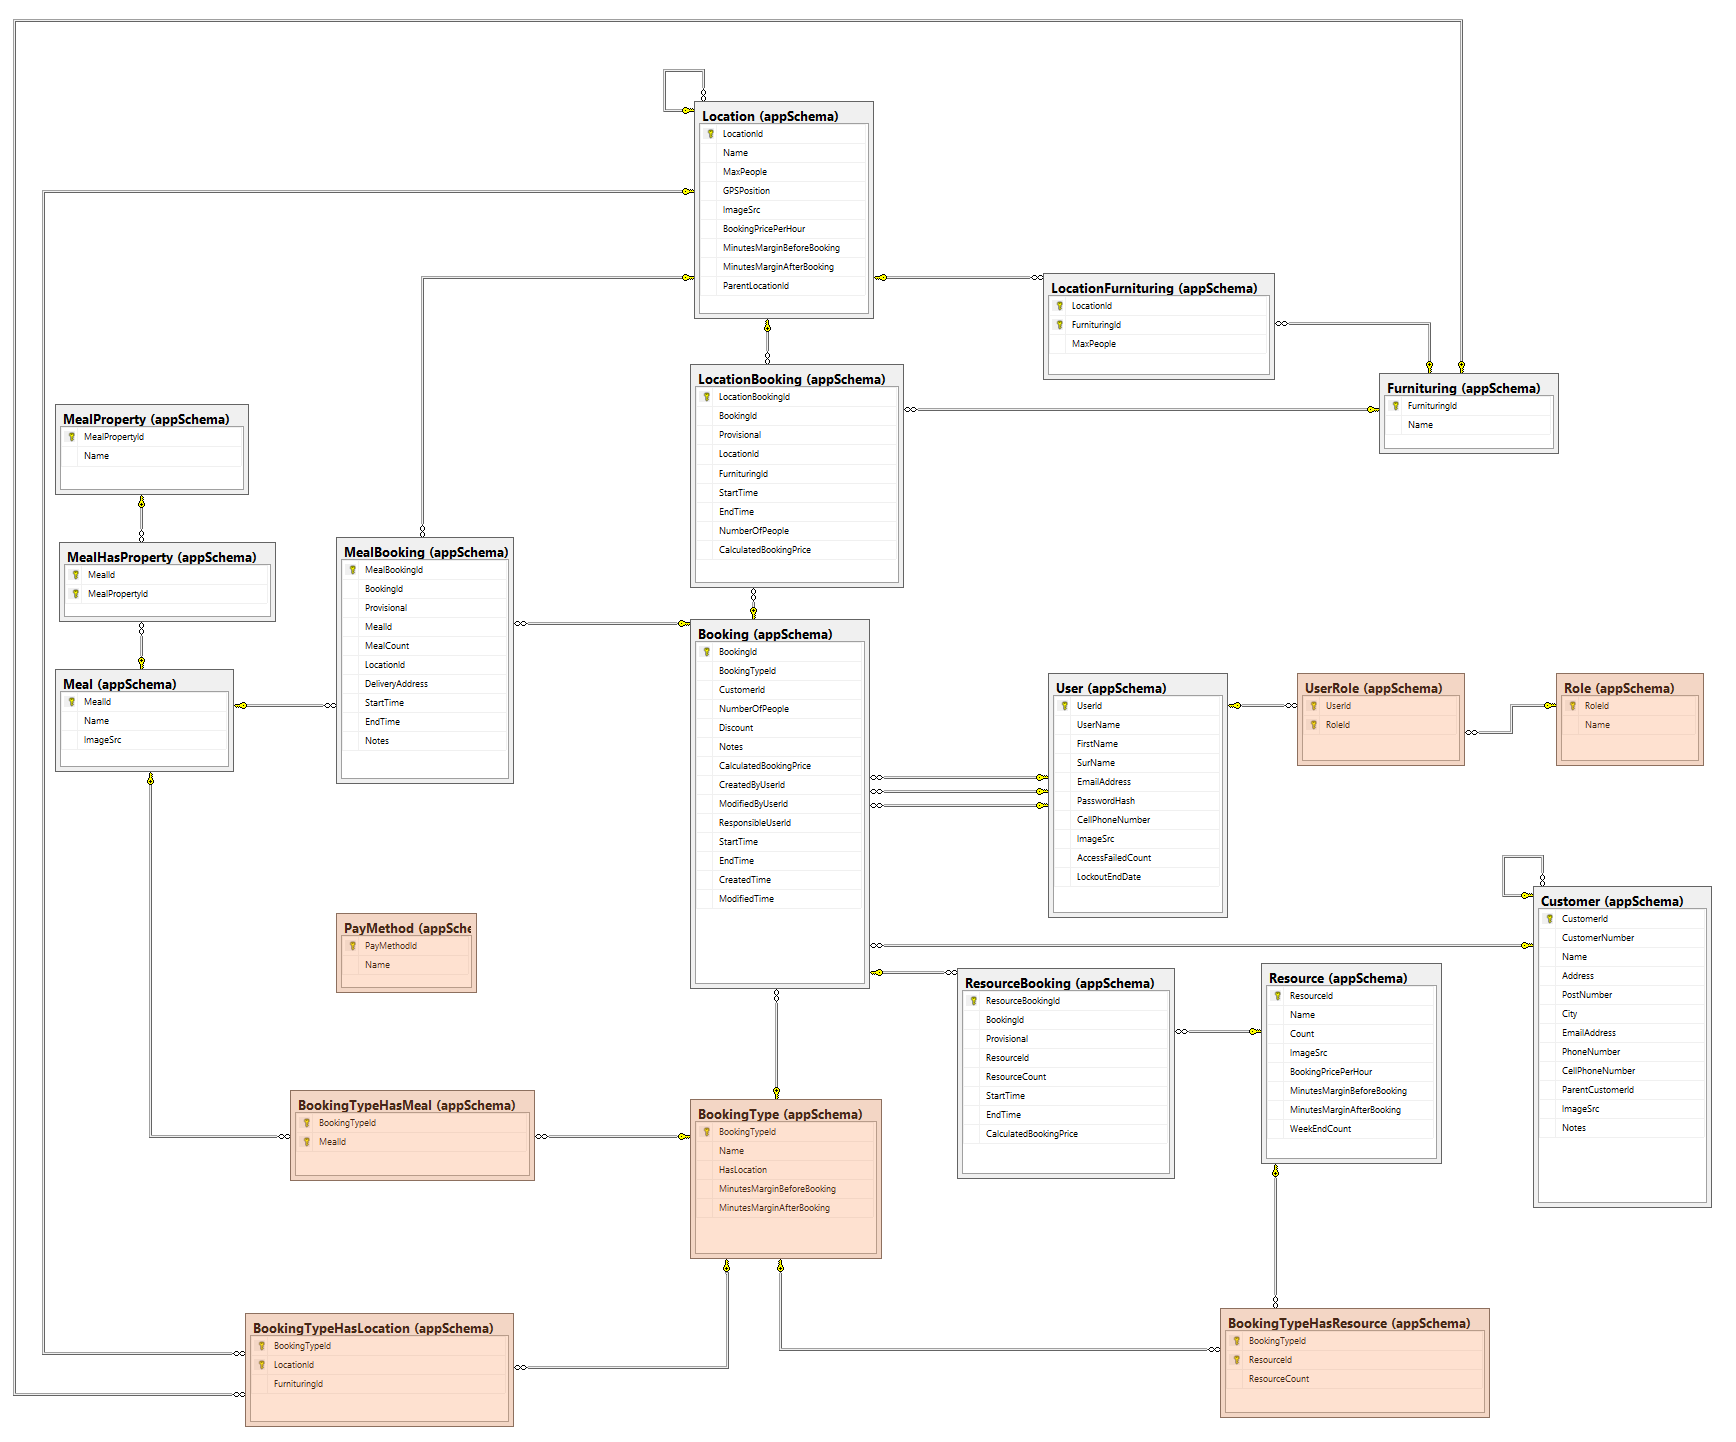 Location (appSchema)
LocationId
Name
MaxPeople
GPSPosition
ImageSrc
BookingPricePerHour
MinutesMarginBeforeBooking
MinutesMarginAfterBooking
ParentLocationId
LocationFurnituring (appSchema)
LocationId
FurnituringId
MaxPeople
Furnituring (appSchema)
FurnituringId
Name
LocationBooking (appSchema)
LocationBookingId
BookingId
Provisional
LocationId
FurnituringId
StartTime
EndTime
NumberOfPeople
CalculatedBookingPrice
MealProperty (appSchema)
MealPropertyId
Name
MealHasProperty (appSchema)
MealId
MealPropertyId
MealBooking (appSchema)
MealBookingId
BookingId
Provisional
MealId
MealCount
LocationId
DeliveryAddress
StartTime
EndTime
Notes
Meal (appSchema)
MealId
Name
ImageSrc
Booking (appSchema)
BookingId
BookingTypeId
CustomerId
NumberOfPeople
Discount
Notes
CalculatedBookingPrice
CreatedByUserId
ModifiedByUserId
ResponsibleUserId
StartTime
EndTime
CreatedTime
ModifiedTime
User (appSchema)
UserId
UserName
FirstName
SurName
EmailAddress
PasswordHash
CellPhoneNumber
ImageSrc
AccessFailedCount
LockoutEndDate
UserRole (appSchema)
UserId
RoleId
Role (appSchema)
RoleId
Name
Customer (appSchema)
CustomerId
CustomerNumber
Name
Address
PostNumber
City
EmailAddress
PhoneNumber
CellPhoneNumber
ParentCustomerId
ImageSrc
Notes
PayMethod (appSche
PayMethodId
Name
ResourceBooking (appSchema)
ResourceBookingId
BookingId
Provisional
ResourceId
ResourceCount
StartTime
EndTime
CalculatedBookingPrice
Resource (appSchema)
ResourceId
Name
Count
ImageSrc
BookingPricePerHour
MinutesMarginBeforeBooking
MinutesMarginAfterBooking
WeekEndCount
BookingTypeHasMeal (appSchema)
BookingTypeId
MealId
BookingType (appSchema)
BookingTypeId
Name
HasLocation
MinutesMarginBeforeBooking
MinutesMarginAfterBooking
BookingTypeHasLocation (appSchema)
BookingTypeId
LocationId
FurnituringId
BookingTypeHasResource (appSchema)
BookingTypeId
ResourceId
ResourceCount